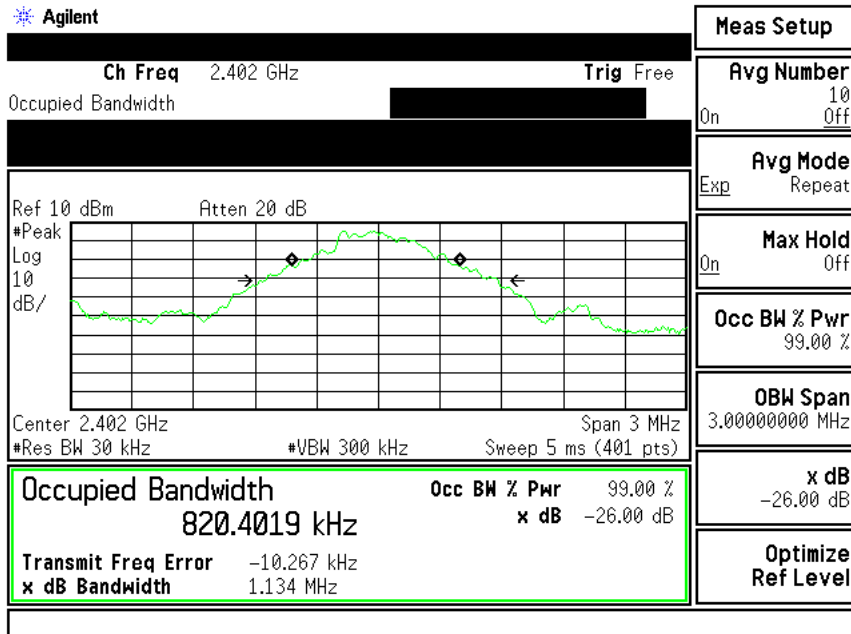 Agilent
Ch Freq 2.402 GHz Trig Free
Occupied Bandwidth
Ref 10 dBm Atten 20 dB
#Peak
Log
10
dB/
Center 2.402 GHz Span 3 MHz
#Res BW 30 kHz #VBW 300 kHz Sweep 5 ms (401 pts)
Occupied Bandwidth Occ BW % Pwr 99.00 %
820.4019 kHz x dB -26.00 dB
Transmit Freq Error -10.267 kHz
x dB Bandwidth 1.134 MHz
Meas Setup
Avg Number
10
On Off
Avg Mode
Exp Repeat
Max Hold
On Off
Occ BW % Pwr
99.00 %
OBW Span
3.00000000 MHz
x dB
-26.00 dB
Optimize
Ref Level